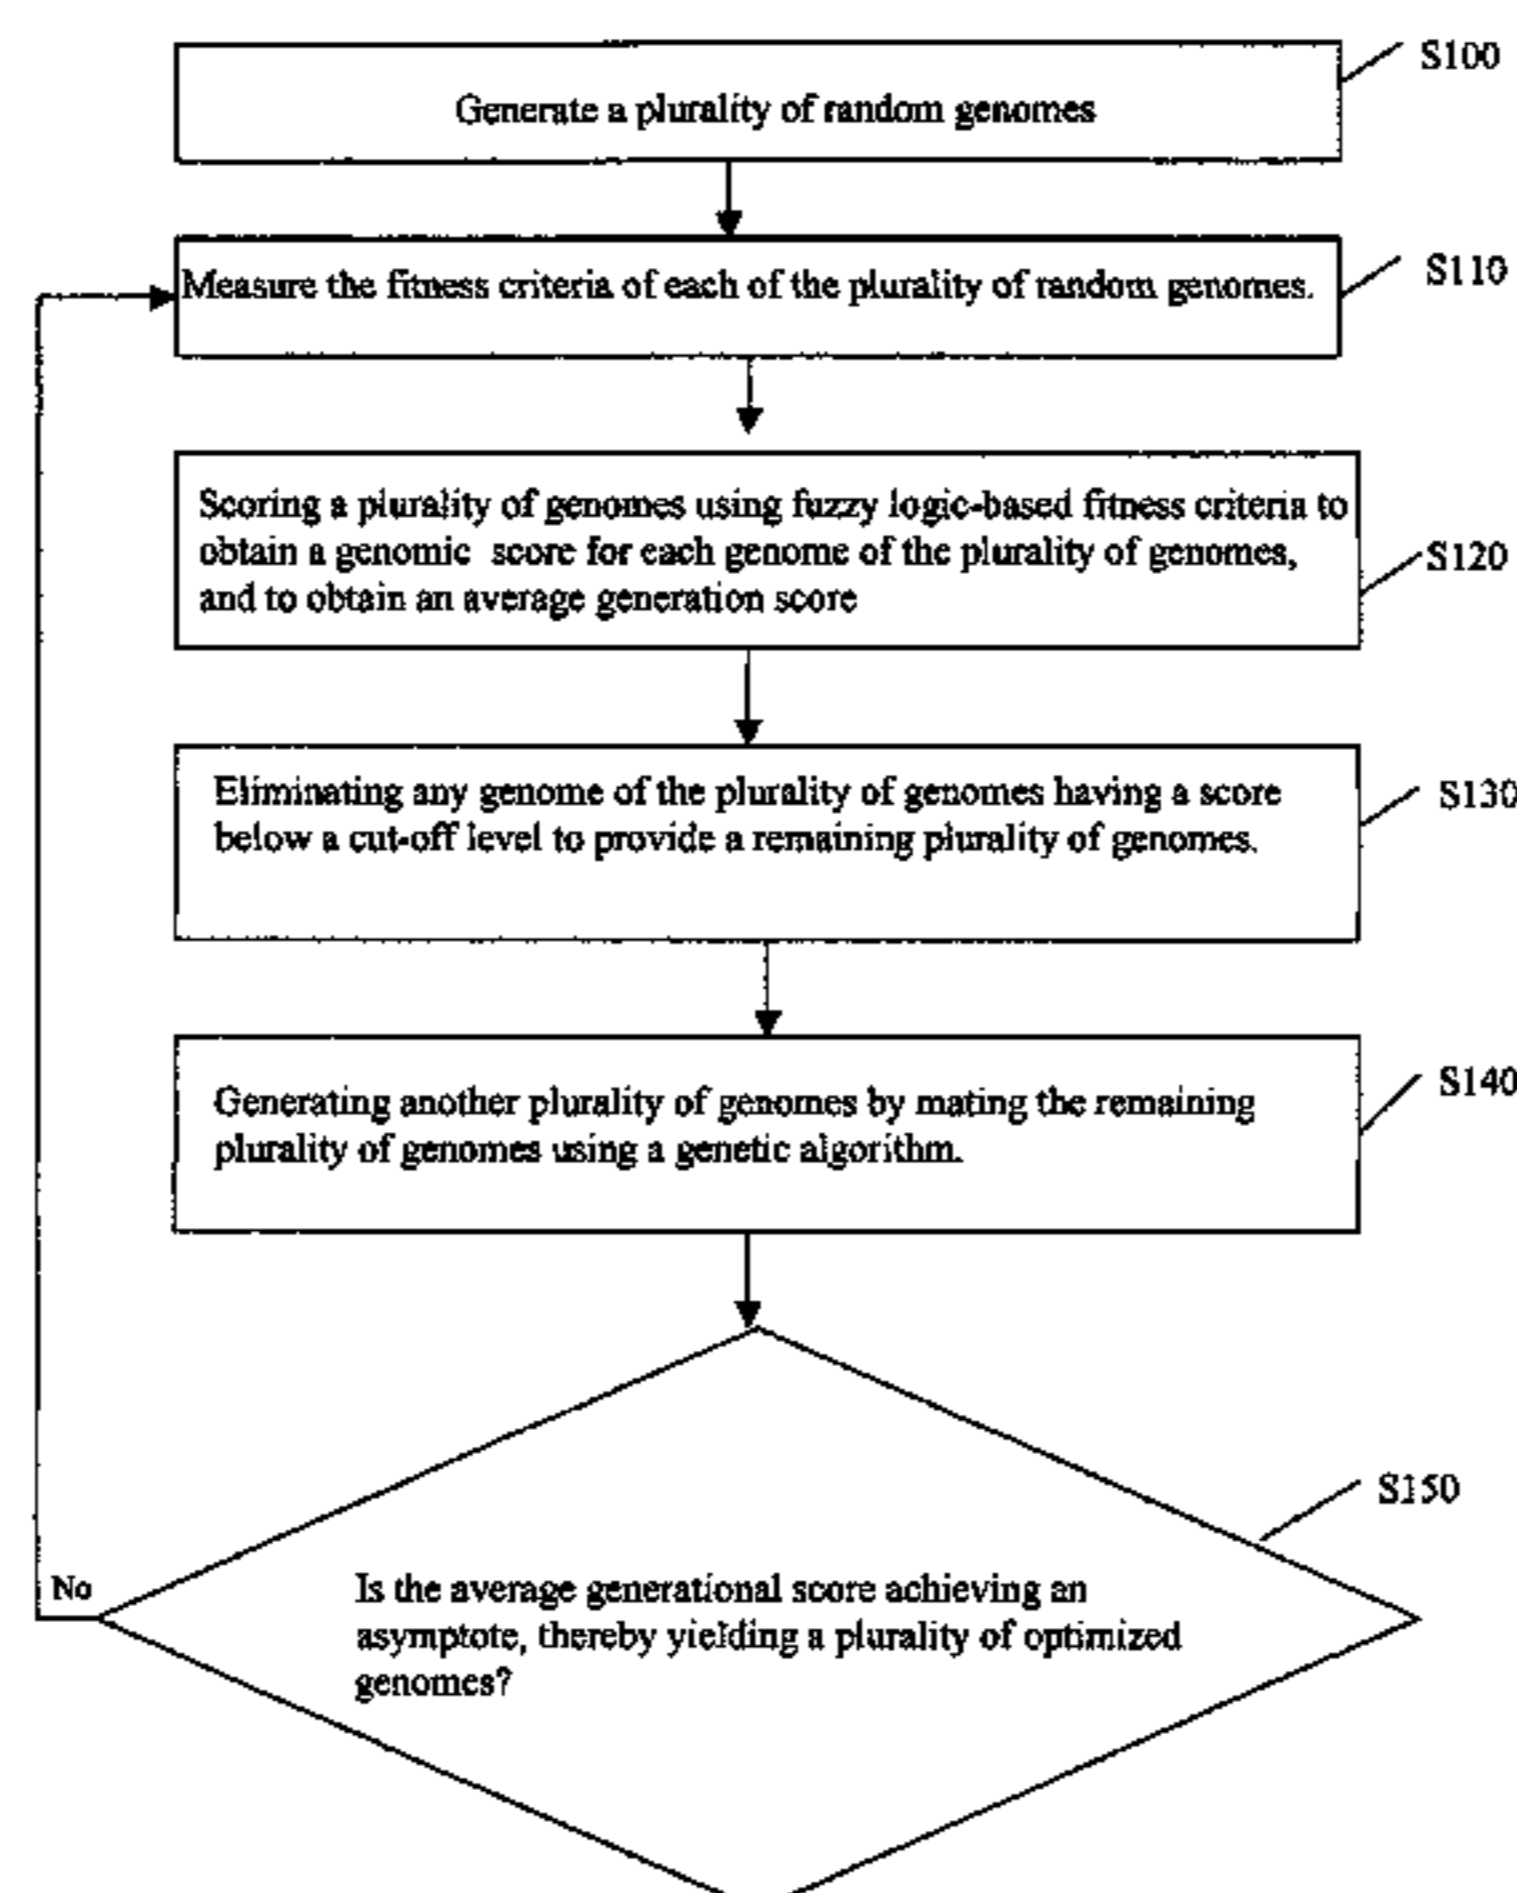 S100
Generate a plurality of random genomes
S110
Measure the fitness criteria of each of the plurality of random genomes.
Scoring a plurality of genomes using fuzzy logic-based fitness criteria to
obtain a genomic score for each genome of the plurality of genomes,
and to obtain an average generation score
S120
Eliminating any genome of the plurality of genomes having a score
below a cut-off level to provide a remaining plurality of genomes.
S130
Generating another plurality of genomes by mating the remaining
plurality of genomes using a genetic algorithm.
S140
S150
No
Is the average generational score achieving an
asymptote, thereby yielding a plurality of optimized
genomes?